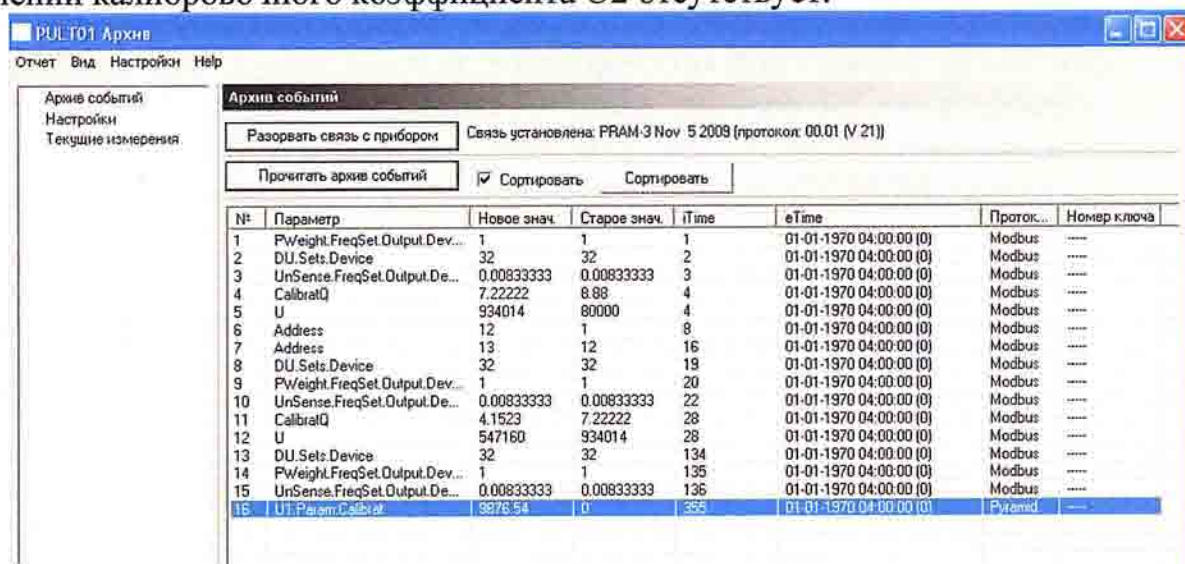 калибровочного коэффициента U2 отсутствует.
PULT01 Архив
Отчет Вид Настройки Help
Архив событий
Настройки
Текущие измерения
Архив событий
Разорвать связь с прибором Связь установлена: PRAM-3 Nov 5 2009 (протокол: 00.01 (V 21))
Прочитать архив событий Сортировать Сортировать
№ Параметр Новое знач. Старое знач. iTime eTime Проток... Номер ключа
1 PWeight.FreqSet.Output.Dev... 1 1 1 01-01-1970 04:00:00 (0) Modbus -----
2 DU.Sets.Device 32 32 2 01-01-1970 04:00:00 (0) Modbus -----
3 UnSense.FreqSet.Output.De... 0.00833333 0.00833333 3 01-01-1970 04:00:00 (0) Modbus -----
4 CalibratQ 7.22222 8.88 4 01-01-1970 04:00:00 (0) Modbus -----
5 U 934014 80000 4 01-01-1970 04:00:00 (0) Modbus -----
6 Address 12 1 8 01-01-1970 04:00:00 (0) Modbus -----
7 Address 13 12 16 01-01-1970 04:00:00 (0) Modbus -----
8 DU.Sets.Device 32 32 19 01-01-1970 04:00:00 (0) Modbus -----
9 PWeight.FreqSet.Output.Dev... 1 1 20 01-01-1970 04:00:00 (0) Modbus -----
10 UnSense.FreqSet.Output.De... 0.00833333 0.00833333 22 01-01-1970 04:00:00 (0) Modbus -----
11 CalibratQ 4.1523 7.22222 28 01-01-1970 04:00:00 (0) Modbus -----
12 U 547160 934014 28 01-01-1970 04:00:00 (0) Modbus -----
13 DU.Sets.Device 32 32 134 01-01-1970 04:00:00 (0) Modbus -----
14 PWeight.FreqSet.Output.Dev... 1 1 135 01-01-1970 04:00:00 (0) Modbus -----
15 UnSense.FreqSet.Output.De... 0.00833333 0.00833333 136 01-01-1970 04:00:00 (0) Modbus -----
16 U1.Param.Calibrat 9876.54 0 355 01-01-1970 04:00:00 (0) Pyramid -----